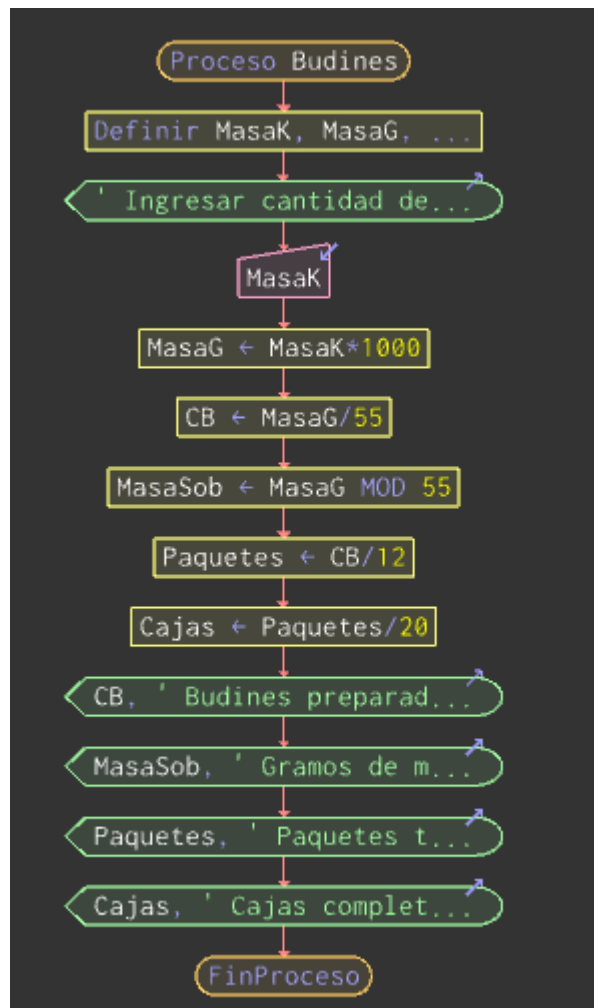 Proceso Budines
Definir MasaK, MasaG, ...
' Ingresar cantidad de...
MasaK
MasaG ← MasaK*1000
CB ← MasaG/55
MasaSob ← MasaG MOD 55
Paquetes ← CB/12
Cajas ← Paquetes/20
CB, ' Budines preparad...
MasaSob, ' Gramos de m...
Paquetes, ' Paquetes t...
Cajas, ' Cajas complet...
FinProceso